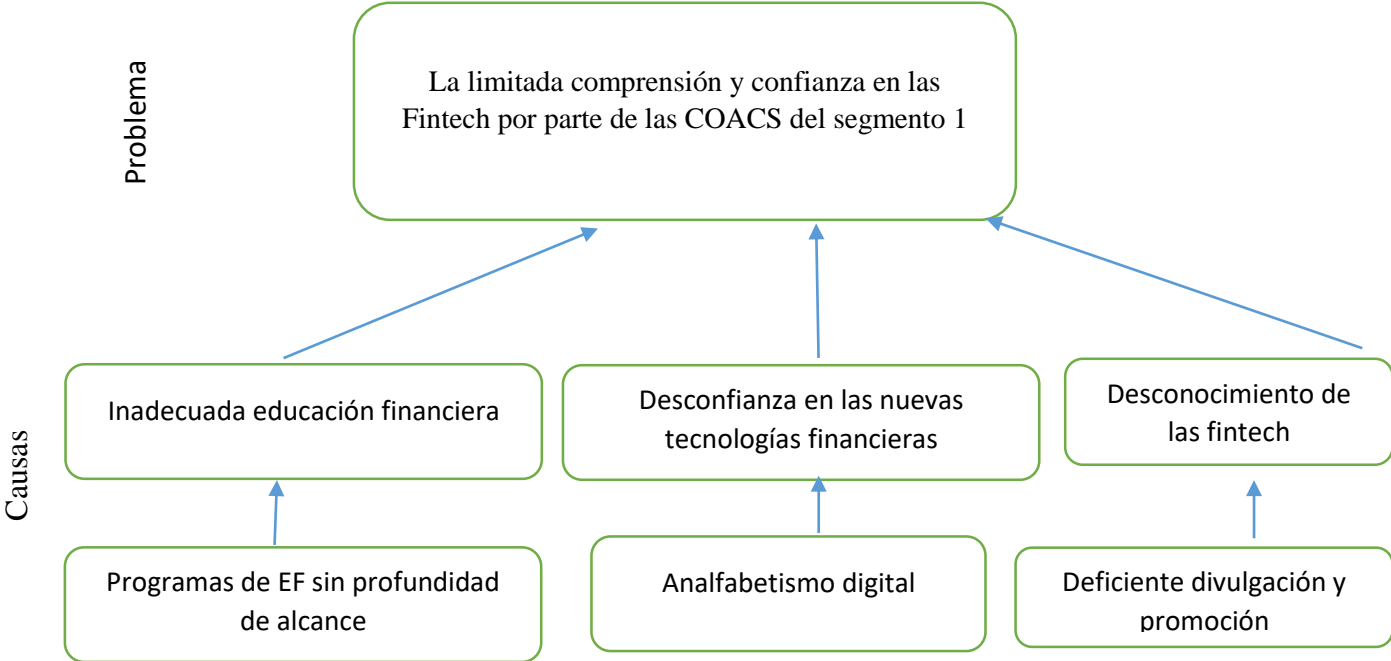 Problema
La limitada comprensión y confianza en las
Fintech por parte de las COACS del segmento 1
Causas
Inadecuada educación financiera
Desconfianza en las nuevas
tecnologías financieras
Desconocimiento de
las fintech
Programas de EF sin profundidad
de alcance
Analfabetismo digital
Deficiente divulgación y
promoción